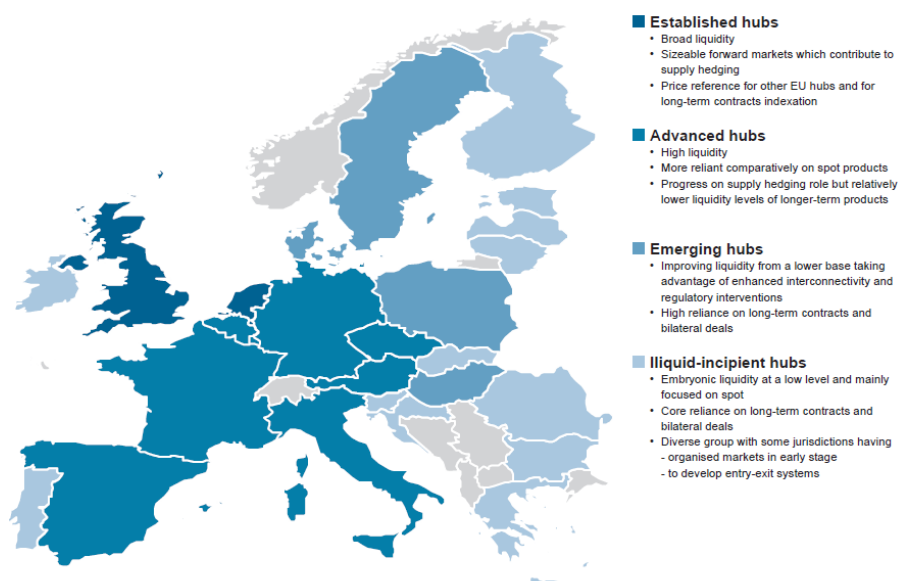 Established hubs
• Broad liquidity
• Sizeable forward markets which contribute to
supply hedging
• Price reference for other EU hubs and for
long-term contracts indexation
Advanced hubs
• High liquidity
• More reliant comparatively on spot products
• Progress on supply hedging role but relatively
lower liquidity levels of longer-term products
Emerging hubs
• Improving liquidity from a lower base taking
advantage of enhanced interconnectivity and
regulatory interventions
• High reliance on long-term contracts and
bilateral deals
Iliquid-incipient hubs
• Embryonic liquidity at a low level and mainly
focused on spot
• Core reliance on long-term contracts and
bilateral deals
• Diverse group with some jurisdictions having
- organised markets in early stage
- to develop entry-exit systems